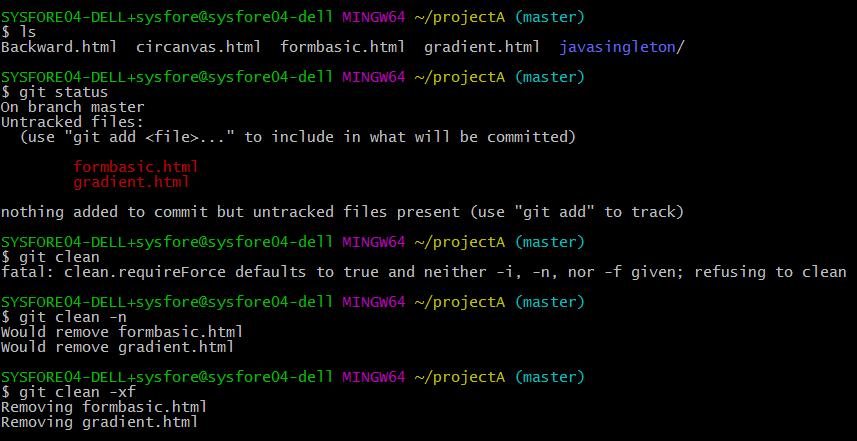 SYSFORE04-DELL+sysfore@sysfore04-dell MINGW64 ~/projectA (master)
$ ls
Backward.html  circanvas.html  formbasic.html  gradient.html  javasingleton/
SYSFORE04-DELL+sysfore@sysfore04-dell MINGW64 ~/projectA (master)
$ git status
On branch master
Untracked files:
  (use "git add <file>..." to include in what will be committed)
        formbasic.html
        gradient.html
nothing added to commit but untracked files present (use "git add" to track)
SYSFORE04-DELL+sysfore@sysfore04-dell MINGW64 ~/projectA (master)
$ git clean
fatal: clean.requireForce defaults to true and neither -i, -n, nor -f given; refusing to clean
SYSFORE04-DELL+sysfore@sysfore04-dell MINGW64 ~/projectA (master)
$ git clean -n
Would remove formbasic.html
Would remove gradient.html
SYSFORE04-DELL+sysfore@sysfore04-dell MINGW64 ~/projectA (master)
$ git clean -xf
Removing formbasic.html
Removing gradient.html